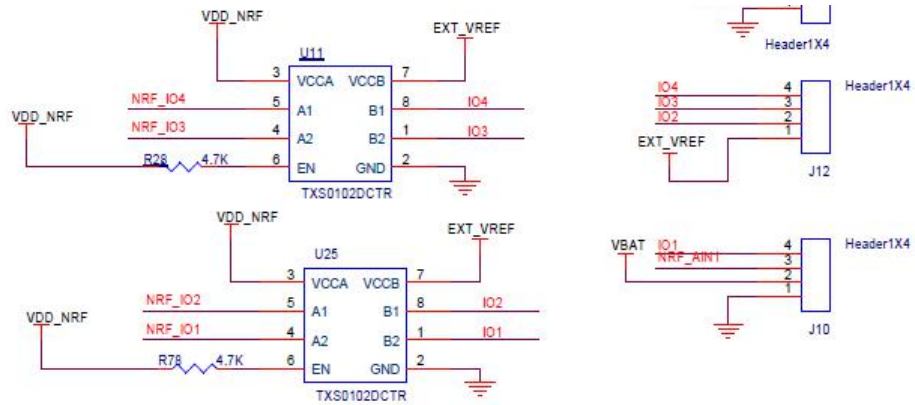 VDD_NRF
EXT_VREF
U11
3 VCCA VCCB 7
NRF_IO4 5 A1 B1 8 IO4
NRF_IO3 4 A2 B2 1 IO3
VDD_NRF
R28 4.7K 6 EN GND 2
TXS0102DCTR
VDD_NRF
EXT_VREF
U25
3 VCCA VCCB 7
NRF_IO2 5 A1 B1 8 IO2
NRF_IO1 4 A2 B2 1 IO1
VDD_NRF
R78 4.7K 6 EN GND 2
TXS0102DCTR
Header1X4
Header1X4
IO4 4
IO3 3
IO2 2
EXT_VREF 1
J12
Header1X4
VBAT IO1 4
NRF_AIN1 3
2
1
J10